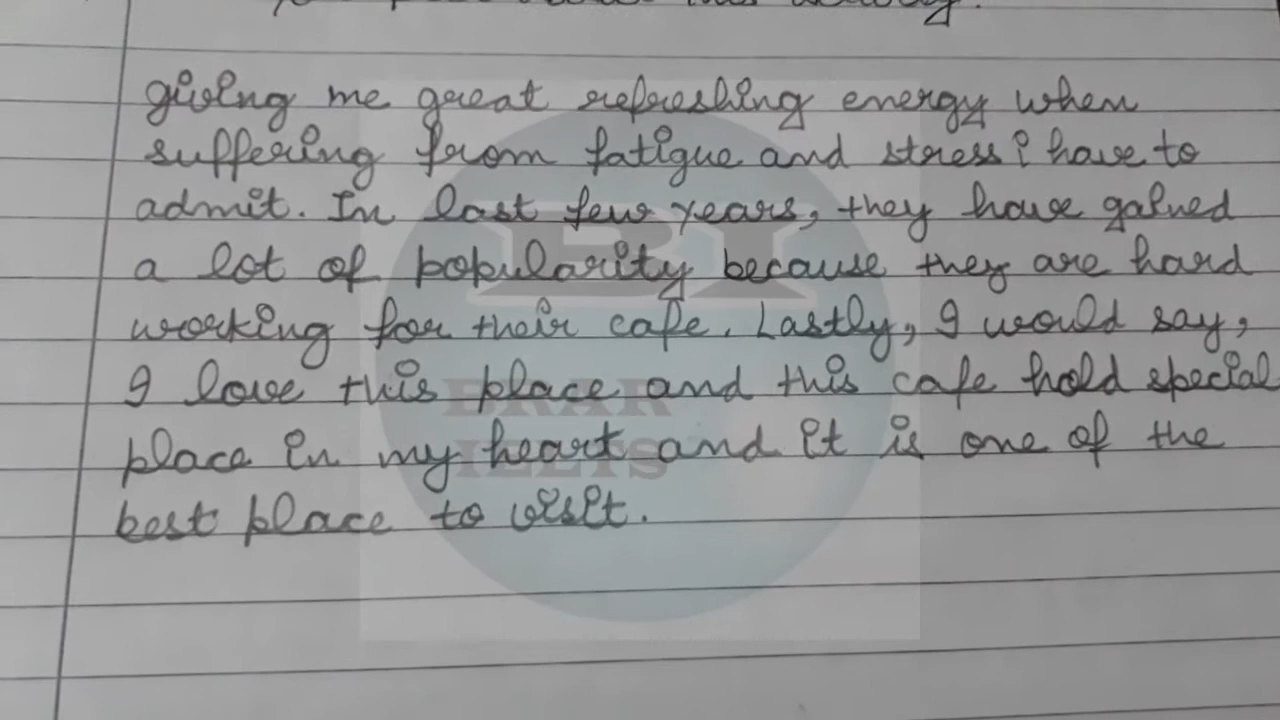 giving me great refreshing energy when
suffering from fatigue and stress i have to
admit. In last few years, they have gained
a lot of popularity because they are hard
working for their cafe. Lastly, I would say,
I love this place and this cafe hold special
place in my heart and it is one of the
best place to visit.
BI
BRAR
IELTS